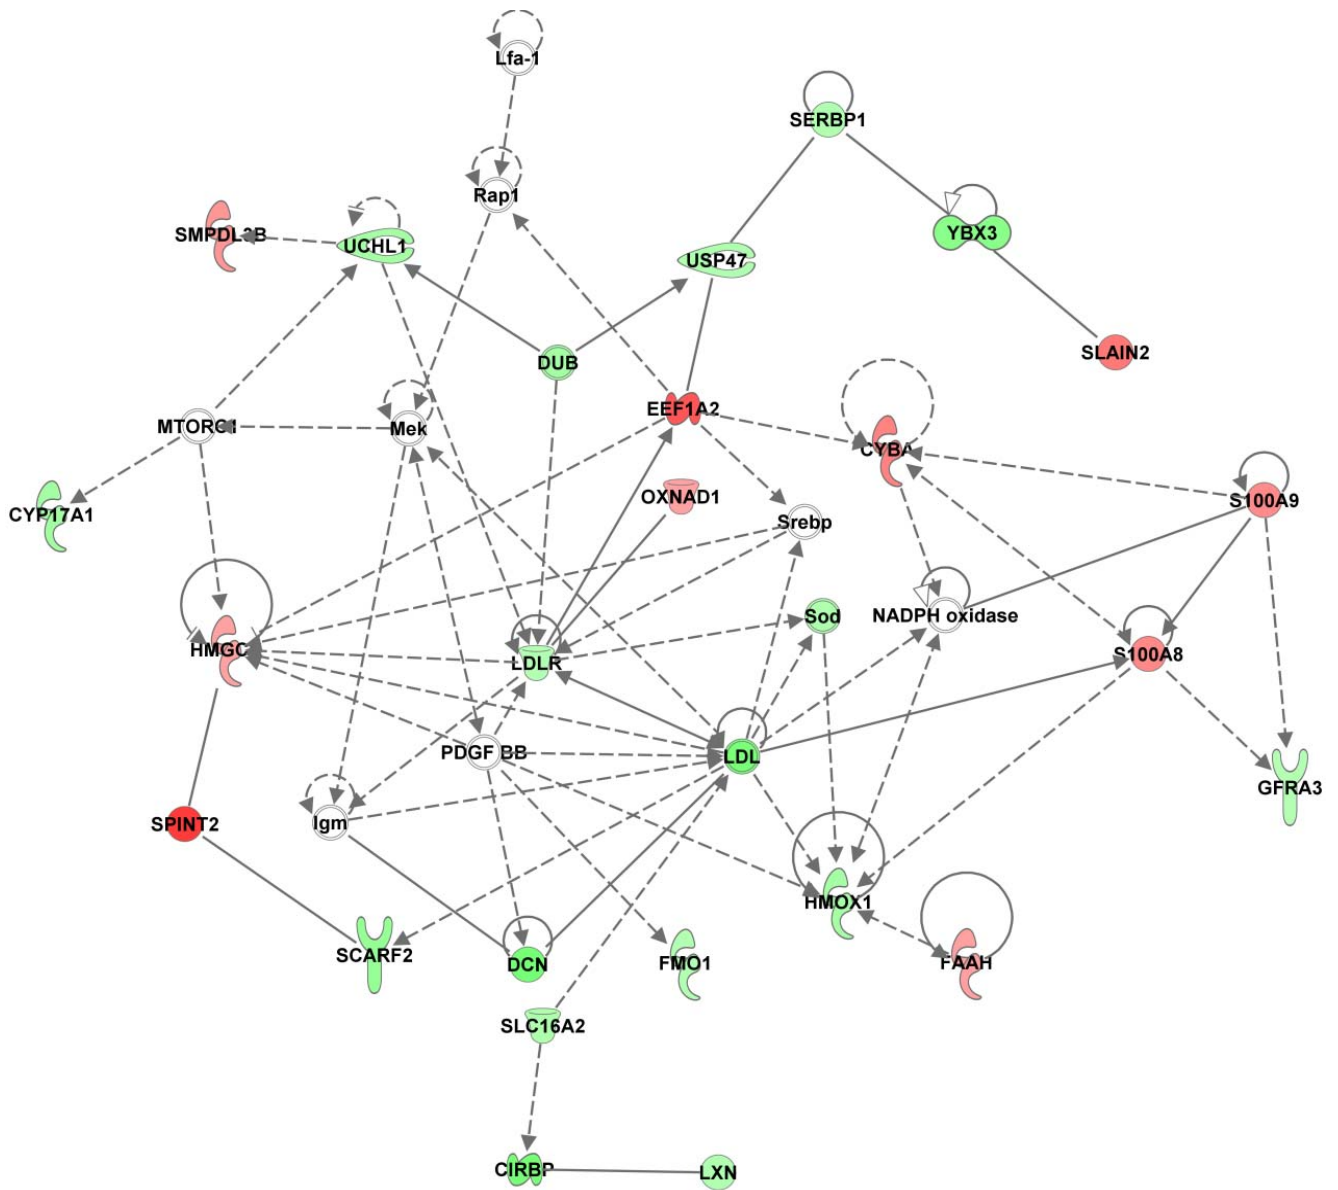 Lfa-1
SERBP1
Rap1
SMPDL3B
UCHL1
YBX3
USP47
SLAIN2
DUB
EEF1A2
MTORC1
Mek
CYBA
OXNAD1
S100A9
CYP17A1
Srebp
Sod
NADPH oxidase
HMGC
LDLR
S100A8
PDGF BB
LDL
GFRA3
SPINT2
Igm
HMOX1
SCARF2
DCN
FMO1
FAAH
SLC16A2
CIRBP
LXN